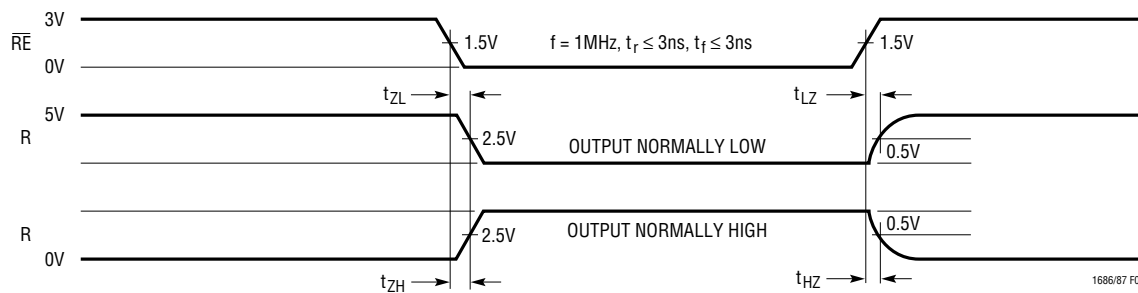 3V
R̅E̅
1.5V
f = 1MHz, tr ≤ 3ns, tf ≤ 3ns
1.5V
0V
tZL
tLZ
5V
R
2.5V
OUTPUT NORMALLY LOW
0.5V
0.5V
R
2.5V
OUTPUT NORMALLY HIGH
0V
tZH
tHZ
1686/87 F0